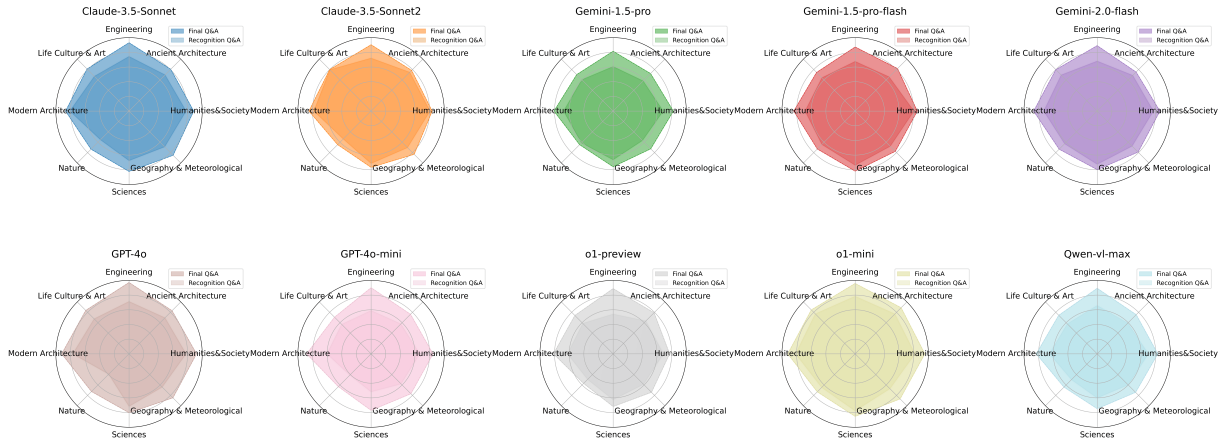 Claude-3.5-Sonnet
Engineering
Final Q&A
Recognition Q&A
Life Culture & Art
Ancient Architecture
Modern Architecture
Humanities&Society
Nature
Geography & Meteorological
Sciences
Claude-3.5-Sonnet2
Engineering
Final Q&A
Recognition Q&A
Life Culture & Art
Ancient Architecture
Modern Architecture
Humanities&Society
Nature
Geography & Meteorological
Sciences
Gemini-1.5-pro
Engineering
Final Q&A
Recognition Q&A
Life Culture & Art
Ancient Architecture
Modern Architecture
Humanities&Society
Nature
Geography & Meteorological
Sciences
Gemini-1.5-pro-flash
Engineering
Final Q&A
Recognition Q&A
Life Culture & Art
Ancient Architecture
Modern Architecture
Humanities&Society
Nature
Geography & Meteorological
Sciences
Gemini-2.0-flash
Engineering
Final Q&A
Recognition Q&A
Life Culture & Art
Ancient Architecture
Modern Architecture
Humanities&Society
Nature
Geography & Meteorological
Sciences
GPT-4o
Engineering
Final Q&A
Recognition Q&A
Life Culture & Art
Ancient Architecture
Modern Architecture
Humanities&Society
Nature
Geography & Meteorological
Sciences
GPT-4o-mini
Engineering
Final Q&A
Recognition Q&A
Life Culture & Art
Ancient Architecture
Modern Architecture
Humanities&Society
Nature
Geography & Meteorological
Sciences
o1-preview
Engineering
Final Q&A
Recognition Q&A
Life Culture & Art
Ancient Architecture
Modern Architecture
Humanities&Society
Nature
Geography & Meteorological
Sciences
o1-mini
Engineering
Final Q&A
Recognition Q&A
Life Culture & Art
Ancient Architecture
Modern Architecture
Humanities&Society
Nature
Geography & Meteorological
Sciences
Qwen-vl-max
Engineering
Final Q&A
Recognition Q&A
Life Culture & Art
Ancient Architecture
Modern Architecture
Humanities&Society
Nature
Geography & Meteorological
Sciences